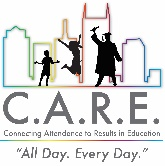 C.A.R.E.
Connecting Attendance to Results in Education
"All Day. Every Day."